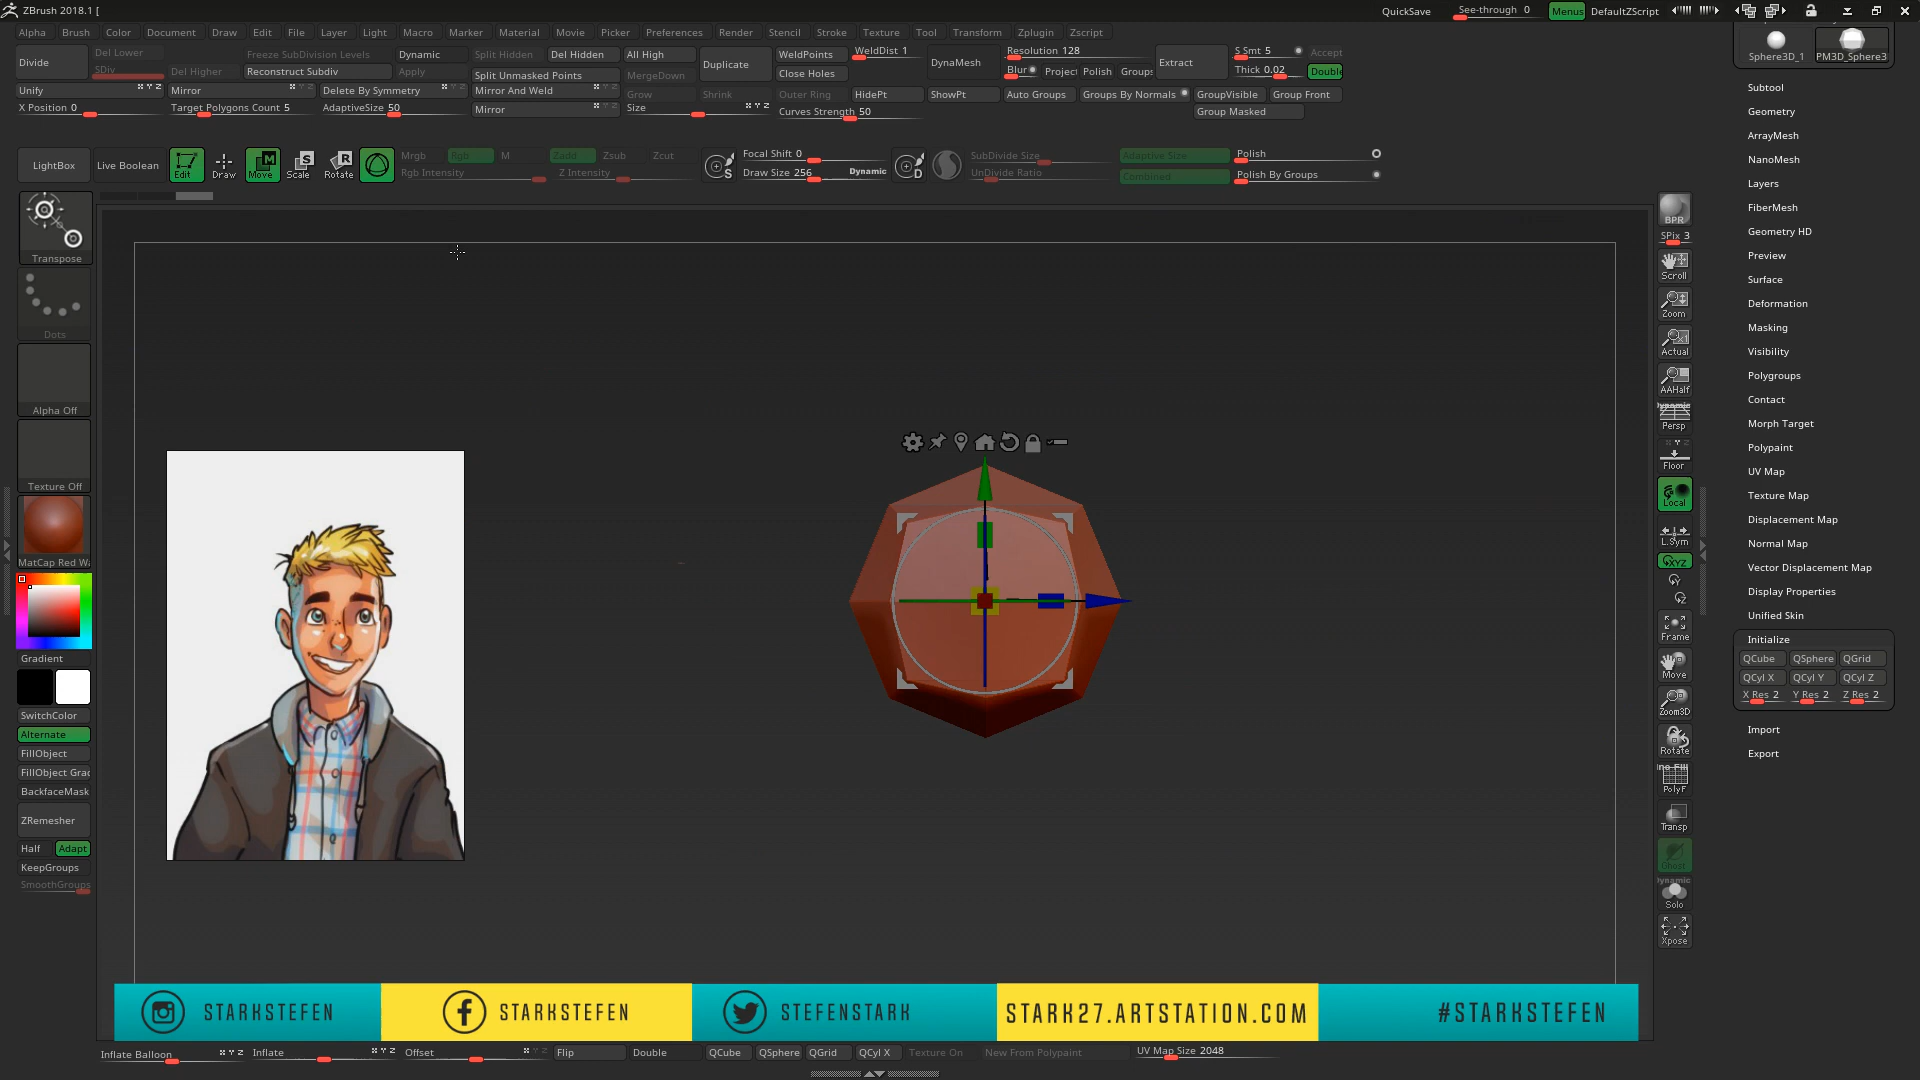 ZBrush 2018.1 [
QuickSave See-through 0 Menus DefaultZScript
Alpha Brush Color Document Draw Edit File Layer Light Macro Marker Material Movie Picker Preferences Render Stencil Stroke Texture Tool Transform Zplugin Zscript
Divide Del Lower Freeze SubDivision Levels Dynamic Split Hidden Del Hidden All High Duplicate WeldPoints WeldDist 1 DynaMesh Resolution 128 Extract S Smt 5 Accept
SDiv Del Higher Reconstruct Subdiv Apply Split Unmasked Points MergeDown Close Holes Blur Project Polish Groups Thick 0.02 Double
Unify Mirror Delete By Symmetry Mirror And Weld Grow Shrink Outer Ring HidePt ShowPt Auto Groups Groups By Normals GroupVisible Group Front
X Position 0 Target Polygons Count 5 AdaptiveSize 50 Mirror Size Curves Strength 50 Group Masked
LightBox Live Boolean Edit Draw Move Scale Rotate Mrgb Rgb M Zadd Zsub Zcut
Rgb Intensity Z Intensity
Focal Shift 0
Draw Size 256 Dynamic
SubDivide Size
UnDivide Ratio
Adaptive Size
Combined
Polish
Polish By Groups
Transpose
Dots
Alpha Off
Texture Off
MatCap Red Wa
Gradient
SwitchColor
Alternate
FillObject
FillObject Grad
BackfaceMask
ZRemesher
Half Adapt
KeepGroups
SmoothGroups
BPR
SPix 3
Scroll
Zoom
Actual
AAHalf
Dynamic
Persp
Floor
Local
L.Sym
XYZ
Frame
Move
Zoom3D
Rotate
PolyF
Transp
Ghost
Dynamic
Solo
Xpose
Sphere3D_1 PM3D_Sphere3
Subtool
Geometry
ArrayMesh
NanoMesh
Layers
FiberMesh
Geometry HD
Preview
Surface
Deformation
Masking
Visibility
Polygroups
Contact
Morph Target
Polypaint
UV Map
Texture Map
Displacement Map
Normal Map
Vector Displacement Map
Display Properties
Unified Skin
Initialize
QCube QSphere QGrid
QCyl X QCyl Y QCyl Z
X Res 2 Y Res 2 Z Res 2
Import
Export
STARKSTEFEN STARKSTEFEN STEFENSTARK STARK27.ARTSTATION.COM #STARKSTEFEN
Inflate Balloon Inflate Offset Flip Double QCube QSphere QGrid QCyl X Texture On New From Polypaint UV Map Size 2048